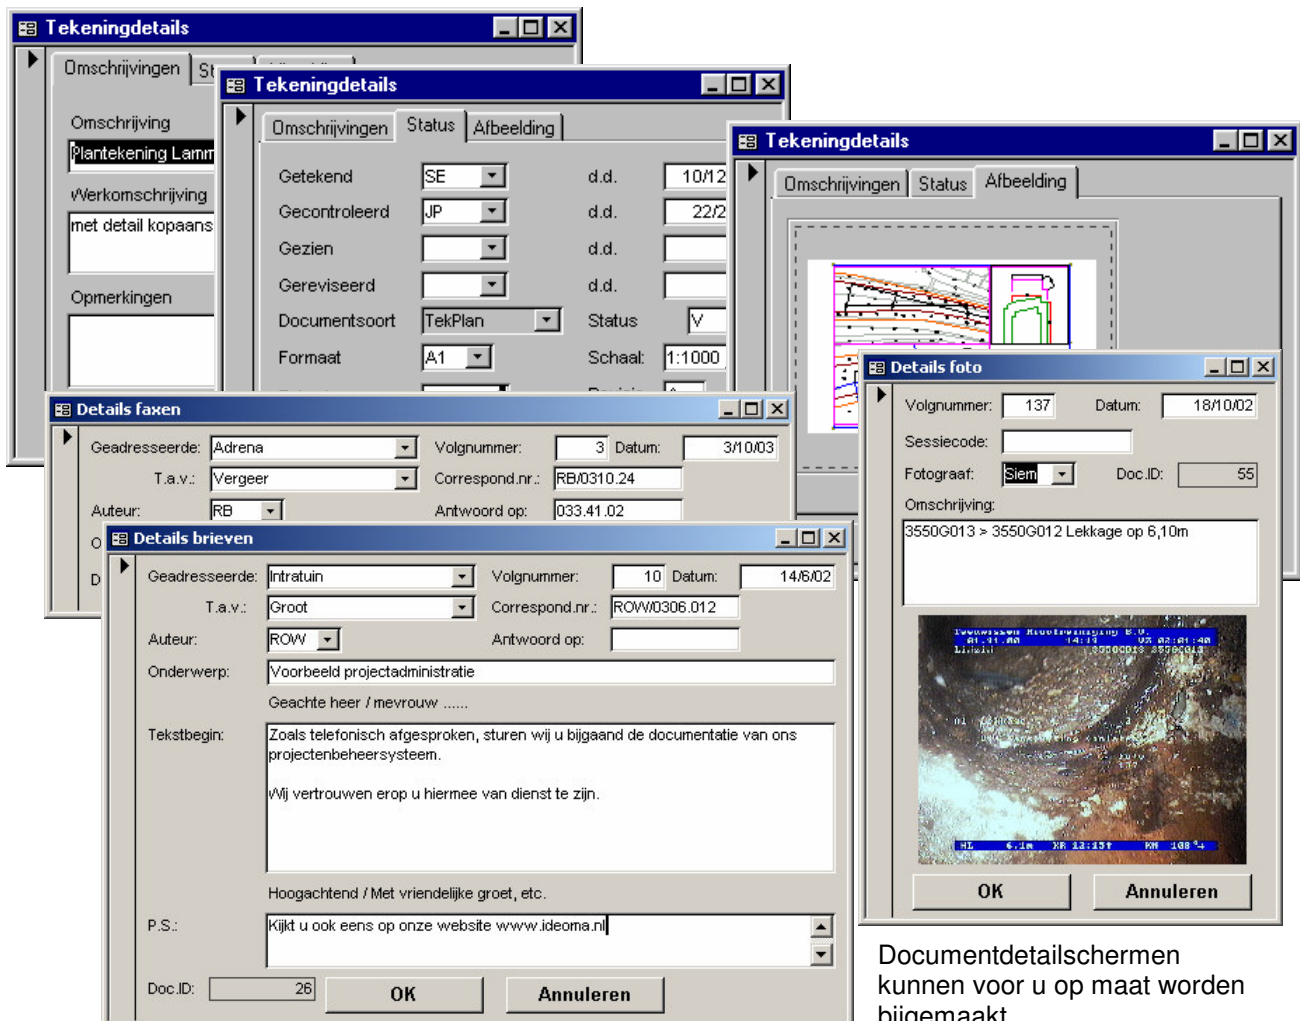 Tekeningdetails
Omschrijvingen
Omschrijving
Plantekening Lamm
Werkomschrijving
met detail kopaans
Opmerkingen
Tekeningdetails
Omschrijvingen Status Afbeelding
Getekend SE d.d. 10/12
Gecontroleerd JP d.d. 22/2
Gezien d.d.
Gereviseerd d.d.
Documentsoort TekPlan Status V
Formaat A1 Schaal: 1:1000
Tekeningdetails
Omschrijvingen Status Afbeelding
Details faxen
Geadresseerde: Adrena Volgnummer: 3 Datum: 3/10/03
T.a.v.: Vergeer Correspond.nr.: RB/0310.24
Auteur: RB Antwoord op: 033.41.02
O
D
Details brieven
Geadresseerde: Intratuin Volgnummer: 10 Datum: 14/6/02
T.a.v.: Groot Correspond.nr.: ROW/0306.012
Auteur: ROW Antwoord op:
Onderwerp: Voorbeeld projectadministratie
Geachte heer / mevrouw ......
Tekstbegin: Zoals telefonisch afgesproken, sturen wij u bijgaand de documentatie van ons
projectenbeheersysteem.
Wij vertrouwen erop u hiermee van dienst te zijn.
Hoogachtend / Met vriendelijke groet, etc.
P.S.: Kijkt u ook eens op onze website www.ideoma.nl
Doc.ID: 26 OK Annuleren
Details foto
Volgnummer: 137 Datum: 18/10/02
Sessiecode:
Fotograaf: Siem Doc.ID: 55
Omschrijving:
3550G013 > 3550G012 Lekkage op 6,10m
OK Annuleren
Documentdetailschermen
kunnen voor u op maat worden
bijgemaakt